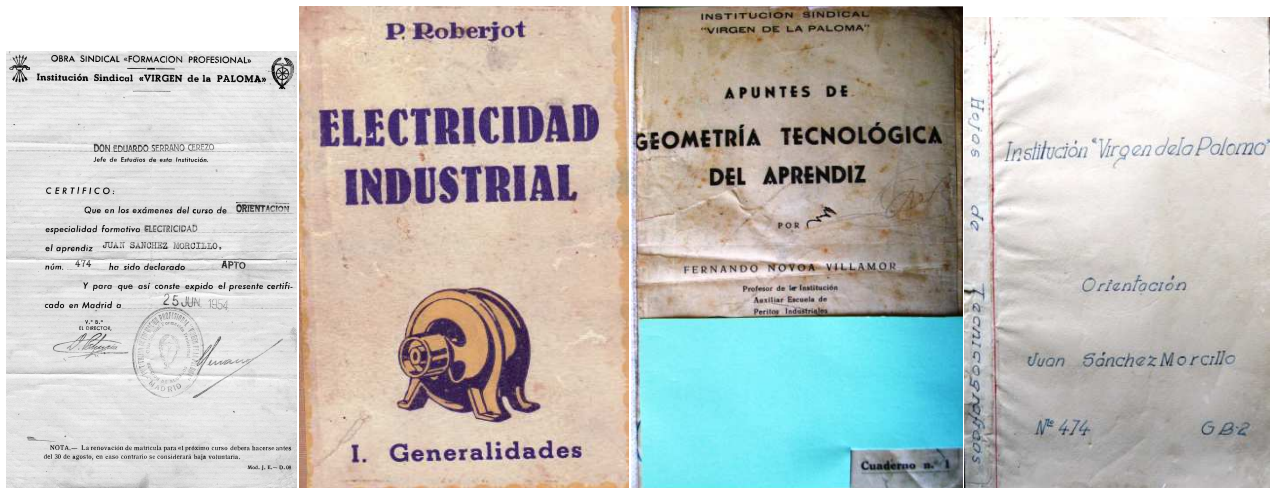 OBRA SINDICAL «FORMACION PROFESIONAL»
Institución Sindical «VIRGEN de la PALOMA»
DON EDUARDO SERRANO CEREZO
Jefe de Estudios de esta Institución.
CERTIFICO:
Que en los exámenes del curso de ORIENTACION
especialidad formativa ELECTRICIDAD
el aprendiz JUAN SANCHEZ MORCILLO.
núm. 474 ha sido declarado APTO
Y para que así conste expido el presente certifi-
cado en Madrid a 25 JUN. 1954
V.º B.º
EL DIRECTOR,
MADRID
NOTA.— La renovación de matrícula para el próximo curso deberá hacerse antes
del 30 de agosto, en caso contrario se considerará baja voluntaria.
Mod. J. E.— D.08
P. Roberjot
ELECTRICIDAD
INDUSTRIAL
I. Generalidades
INSTITUCION SINDICAL
"VIRGEN DE LA PALOMA"
APUNTES DE
GEOMETRÍA TECNOLÓGICA
DEL APRENDIZ
POR
FERNANDO NOVOA VILLAMOR
Profesor de la Institución
Auxiliar Escuela de
Peritos Industriales
Cuaderno n.º 1
Hojas de Tecnicografiados
Institución "Virgen de la Paloma"
Orientación
Juan Sánchez Morcillo
Nº 474 GB-2